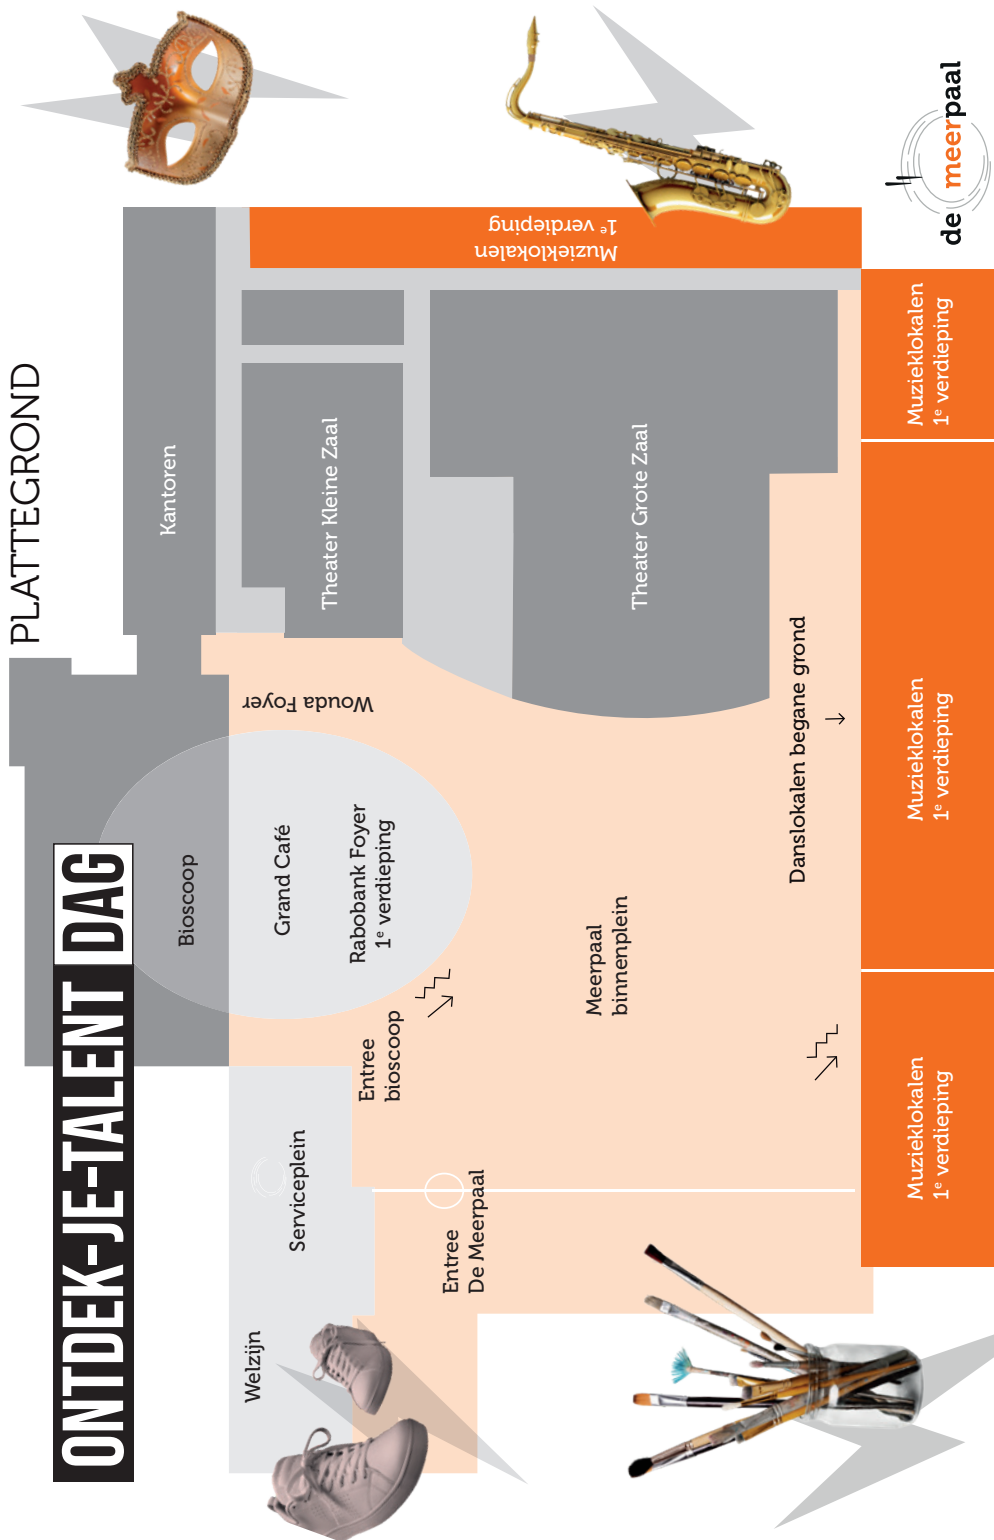 ONTDEK-JE-TALENT DAG
PLATTEGROND
Kantoren
Bioscoop
Wouda Foyer
Theater Kleine Zaal
Grand Café
Rabobank Foyer
1e verdieping
Muzieklokalen
1e verdieping
Theater Grote Zaal
Welzijn
Serviceplein
Entree
bioscoop
Entree
De Meerpaal
Meerpaal
binnenplein
Danslokalen begane grond
Muzieklokalen
1e verdieping
Muzieklokalen
1e verdieping
Muzieklokalen
1e verdieping
de meerpaal